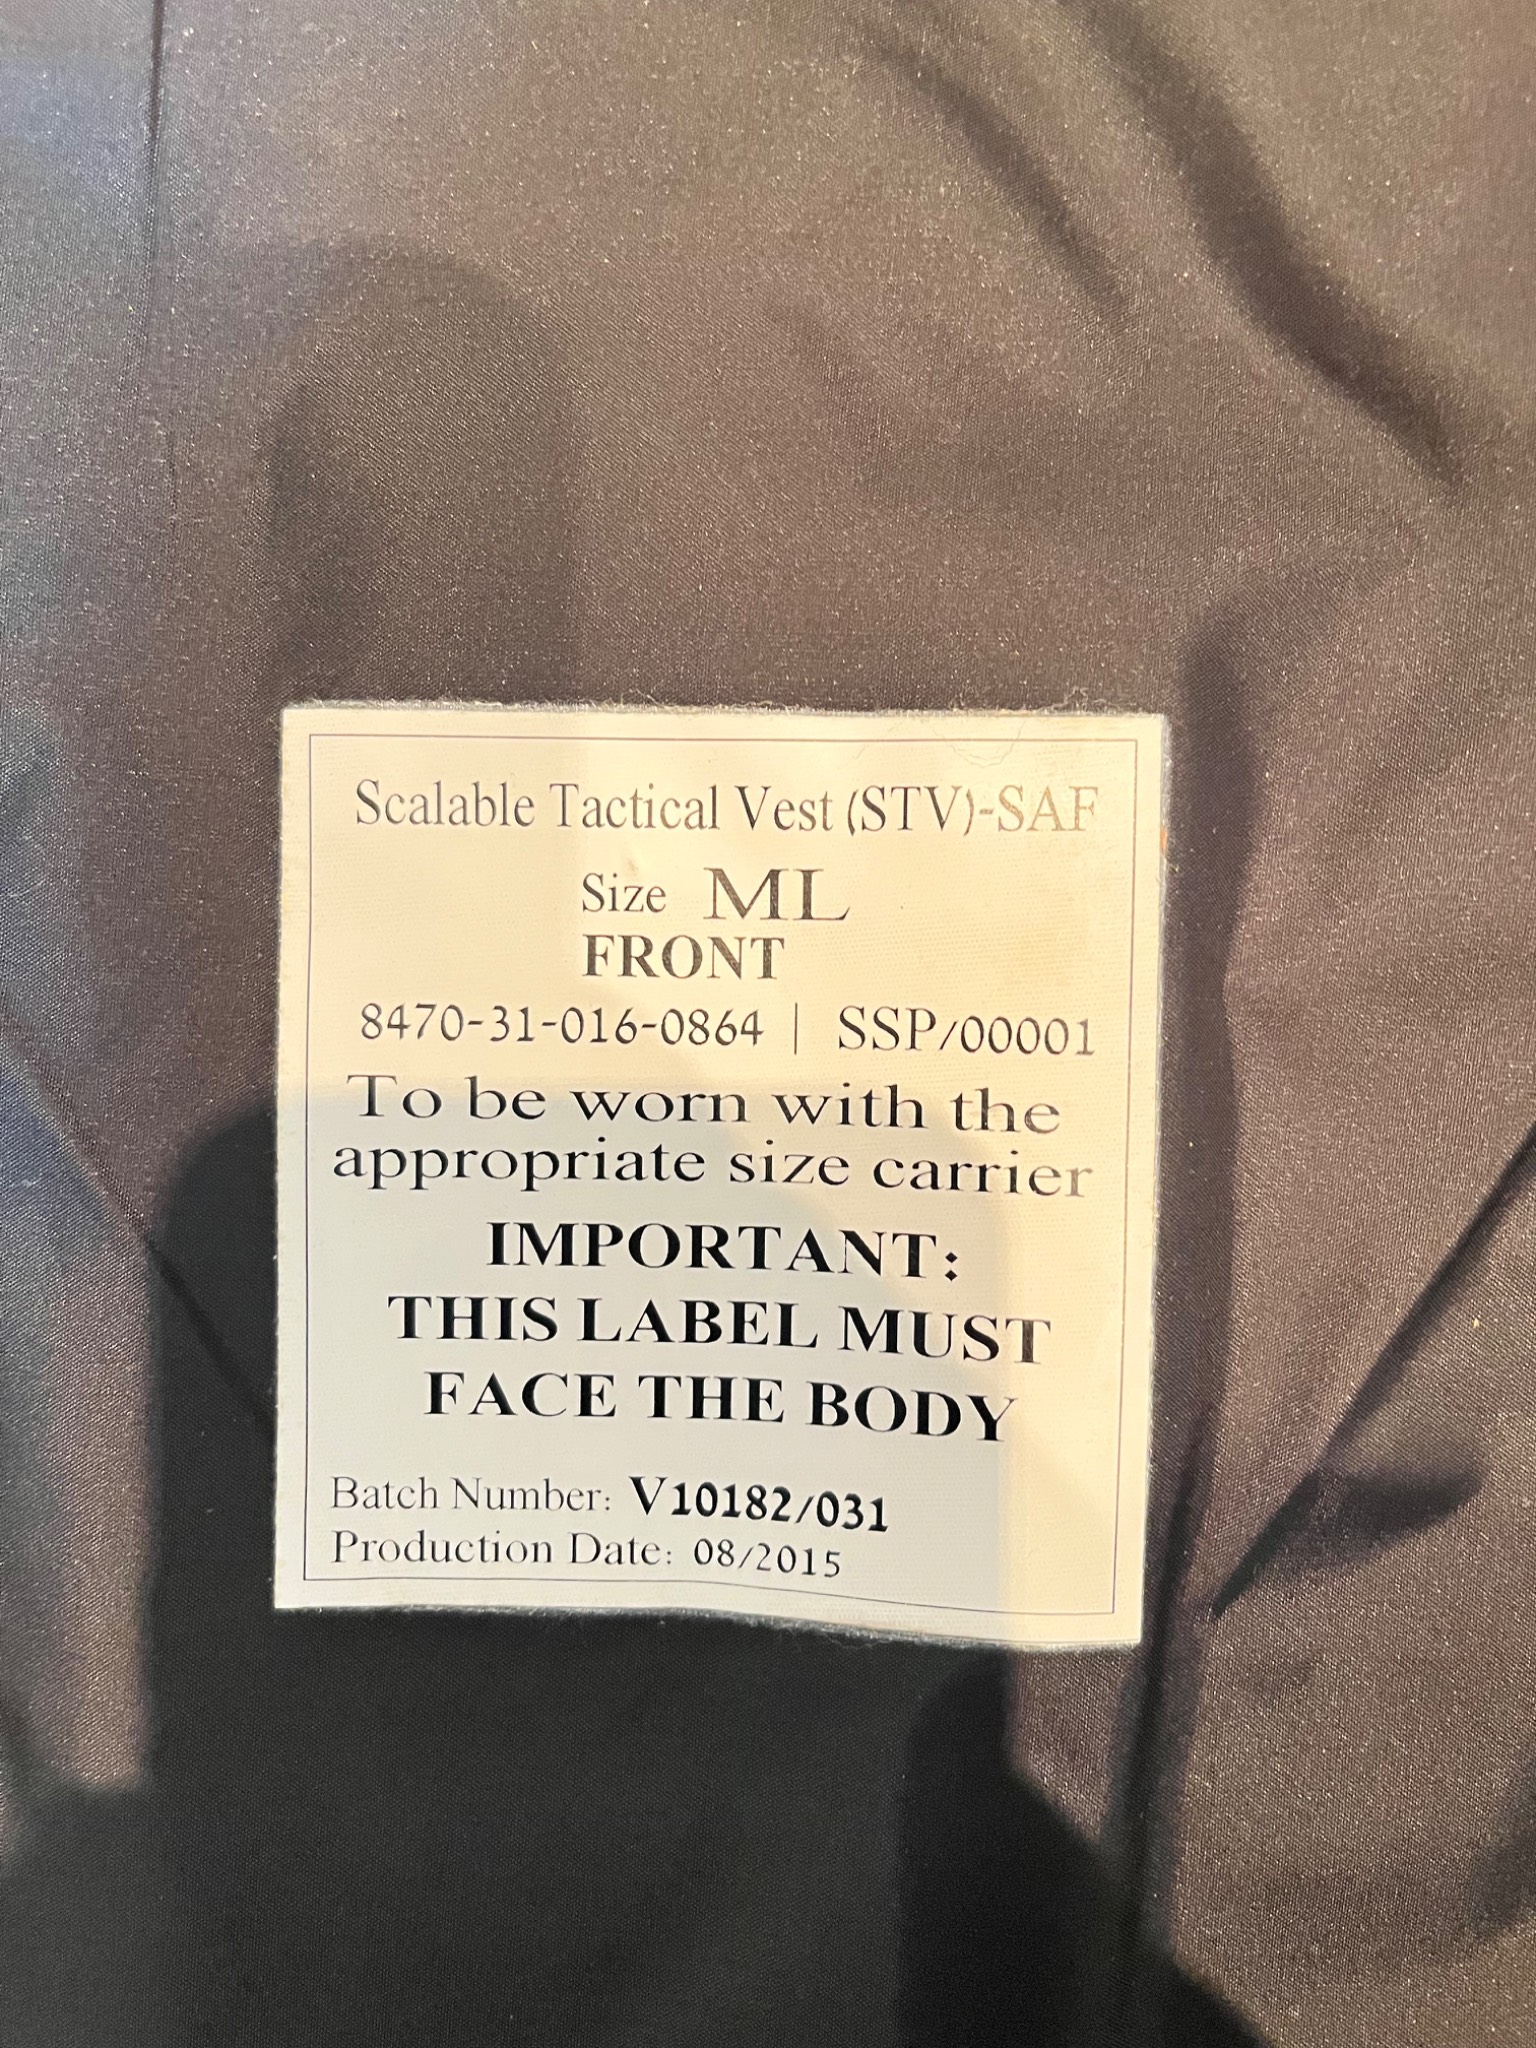 Scalable Tactical Vest (STV)-SAF
Size ML
FRONT
8470-31-016-0864 | SSP/00001
To be worn with the
appropriate size carrier
IMPORTANT:
THIS LABEL MUST
FACE THE BODY
Batch Number: V10182/031
Production Date: 08/2015